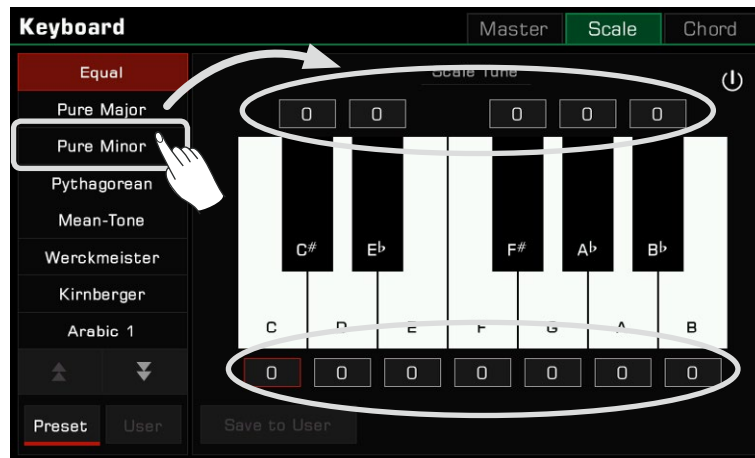 Keyboard
Master Scale Chord
Equal
Pure Major
Pure Minor
Pythagorean
Mean-Tone
Werckmeister
Kirnberger
Arabic 1
Preset User
Scale Tune
0 0 0 0 0
C# E♭ F# A♭ B♭
C D E F G A B
0 0 0 0 0 0 0
Save to User